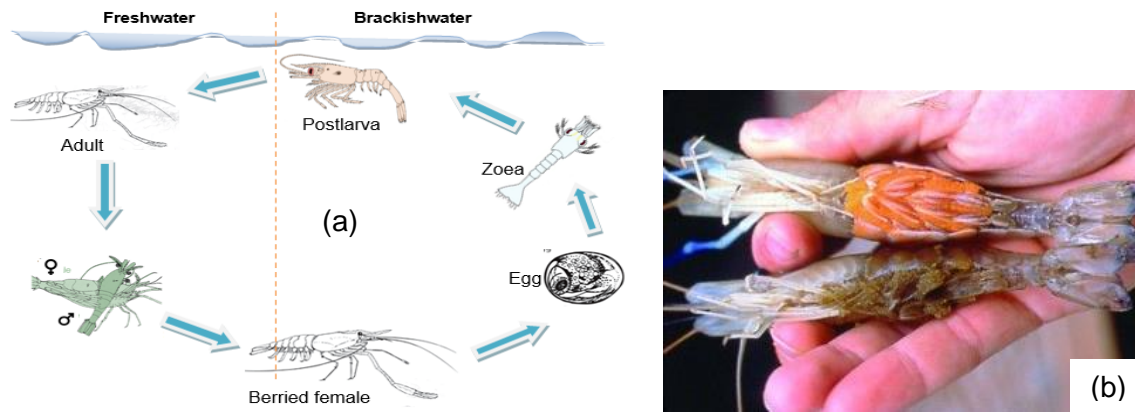 Freshwater
Brackishwater
Postlarva
Adult
Zoea
(a)
Egg
♀
♂
Berried female
(b)